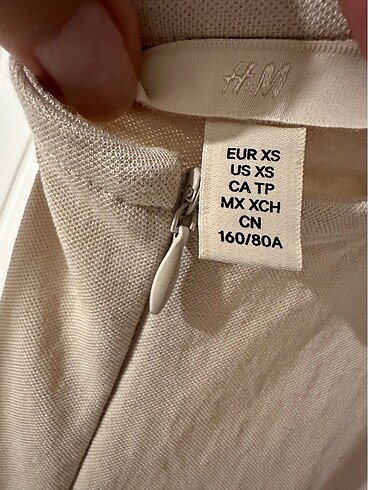 H&M
EUR XS
US XS
CA TP
MX XCH
CN
160/80A